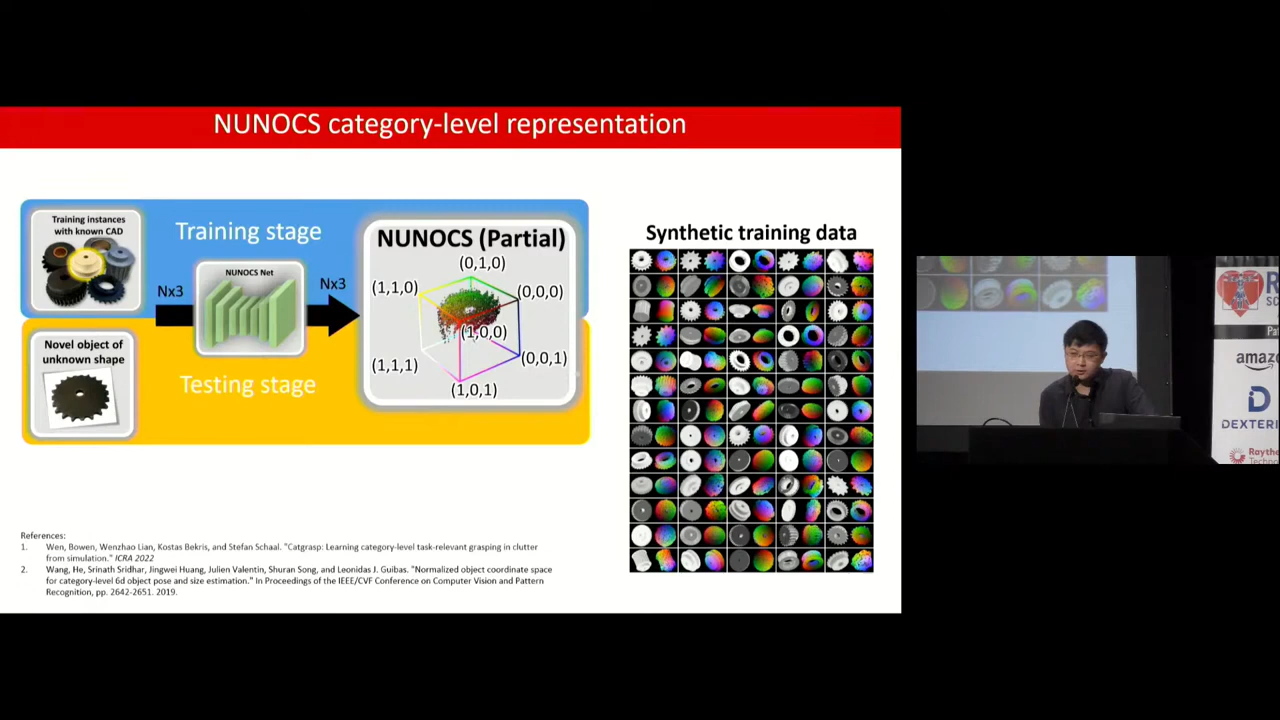 NUNOCS category-level representation
Training instances
with known CAD
Training stage
NUNOCS Net
Nx3
Nx3
Novel object of
unknown shape
Testing stage
NUNOCS (Partial)
(0,1,0)
(1,1,0)
(0,0,0)
(1,0,0)
(1,1,1)
(0,0,1)
(1,0,1)
Synthetic training data
References:
1. Wen, Bowen, Wenzhao Lian, Kostas Bekris, and Stefan Schaal. "Catgrasp: Learning category-level task-relevant grasping in clutter
from simulation." ICRA 2022
2. Wang, He, Srinath Sridhar, Jingwei Huang, Julien Valentin, Shuran Song, and Leonidas J. Guibas. "Normalized object coordinate space
for category-level 6d object pose and size estimation." In Proceedings of the IEEE/CVF Conference on Computer Vision and Pattern
Recognition, pp. 2642-2651. 2019.
R
SC
Pa
amaz
D
DEXTERI
Raythe
Techno